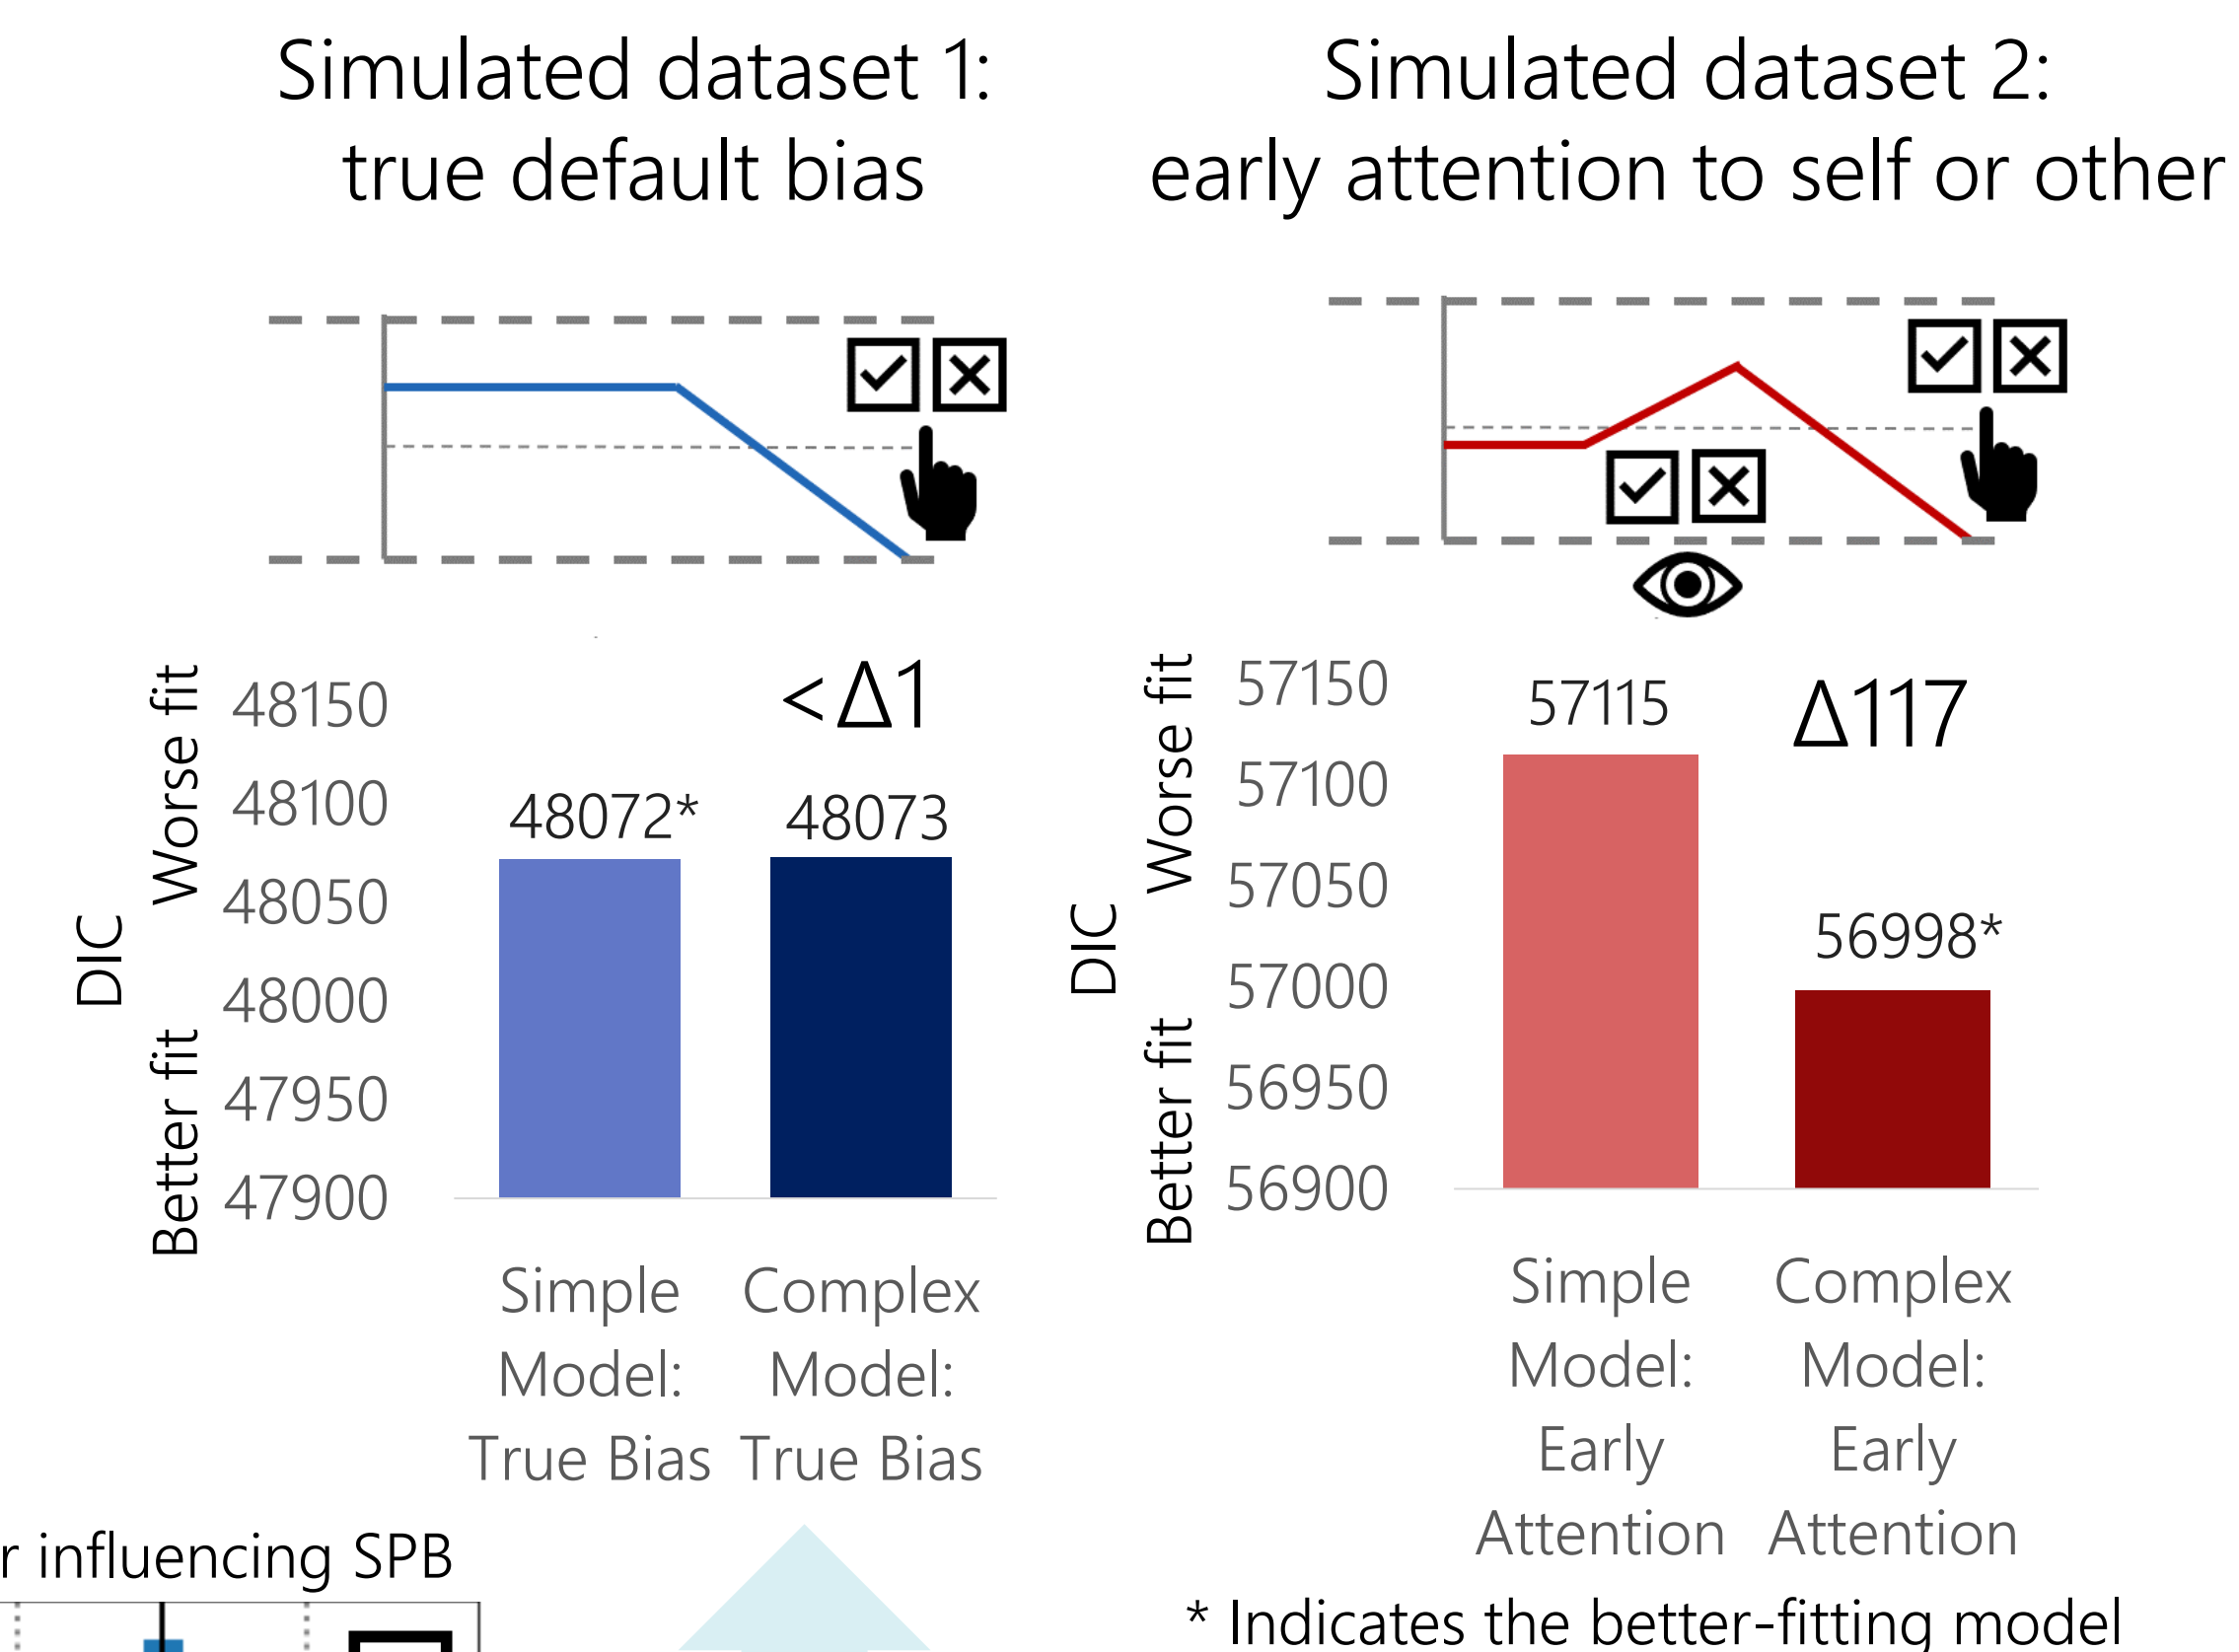 Simulated dataset 1:
true default bias
Simulated dataset 2:
early attention to self or other
DIC
Better fit
Worse fit
48150
48100
48050
48000
47950
47900
<Δ1
48072*
48073
Simple
Model:
True Bias
Complex
Model:
True Bias
DIC
Better fit
Worse fit
57150
57100
57050
57000
56950
56900
57115
Δ117
56998*
Simple
Model:
Early
Attention
Complex
Model:
Early
Attention
r influencing SPB
* Indicates the better-fitting model